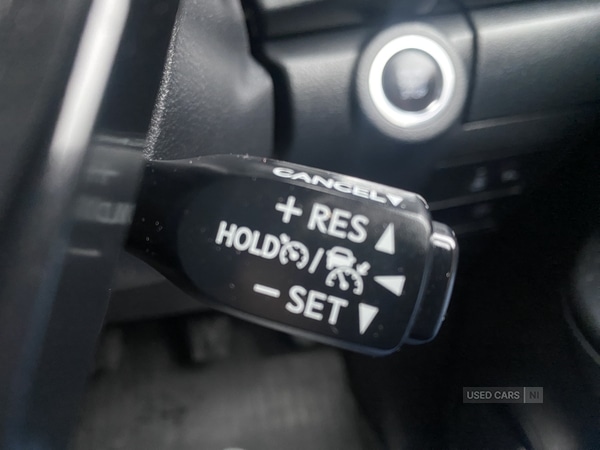 CANCEL
+ RES
HOLD /
- SET
USED CARS NI